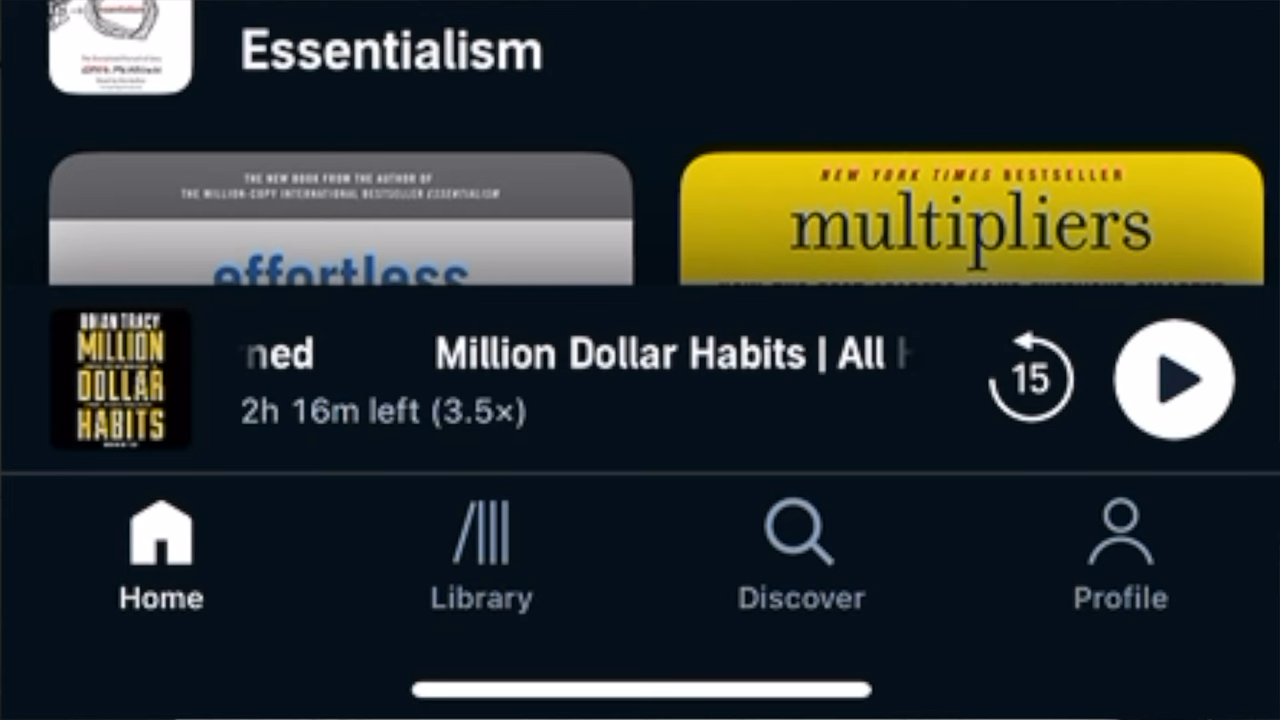 Essentialism
THE NEW BOOK FROM THE AUTHOR OF
THE MILLION-COPY INTERNATIONAL BESTSELLER ESSENTIALISM
effortless
NEW YORK TIMES BESTSELLER
multipliers
BRIAN TRACY
MILLION
DOLLAR
HABITS
ned Million Dollar Habits | All H
2h 16m left (3.5×)
15
Home
Library
Discover
Profile